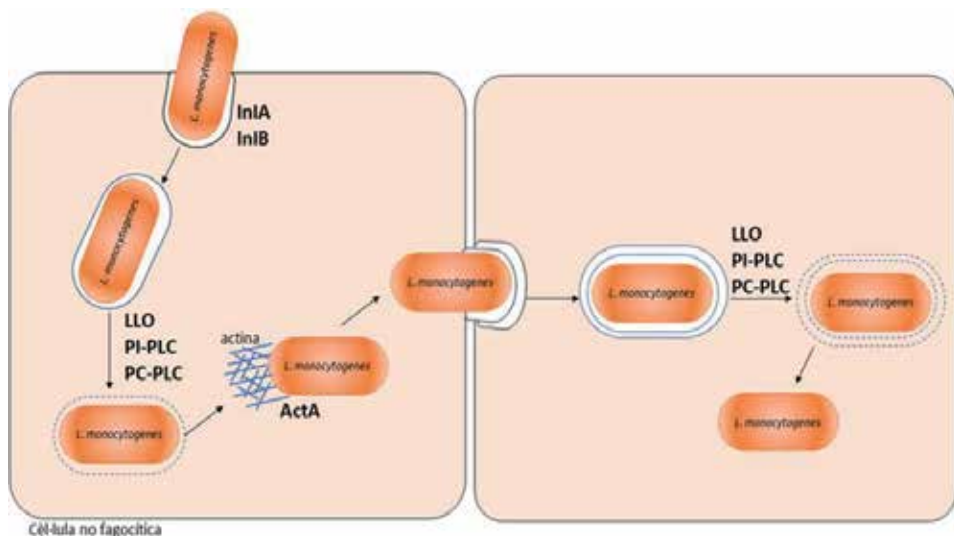 L. monocytogenes
InlA
InlB
L. monocytogenes
LLO
PI-PLC
PC-PLC
L. monocytogenes
actina
L. monocytogenes
ActA
L. monocytogenes
L. monocytogenes
LLO
PI-PLC
PC-PLC
L. monocytogenes
L. monocytogenes
Cèl·lula no fagocítica